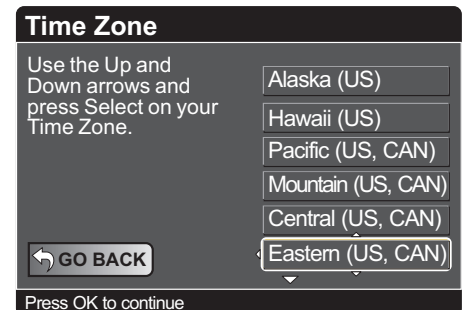 Time Zone
Use the Up and
Down arrows and
press Select on your
Time Zone.
Alaska (US)
Hawaii (US)
Pacific (US, CAN)
Mountain (US, CAN)
Central (US, CAN)
Eastern (US, CAN)
GO BACK
Press OK to continue